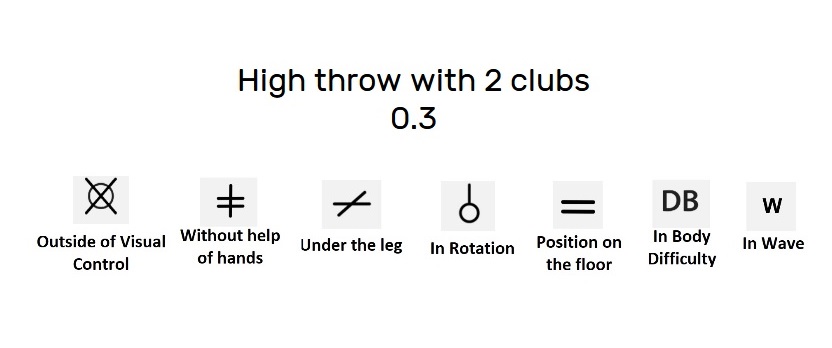 High throw with 2 clubs
0.3
DB
W
Outside of Visual
Control
Without help
of hands
Under the leg
In Rotation
Position on
the floor
In Body
Difficulty
In Wave